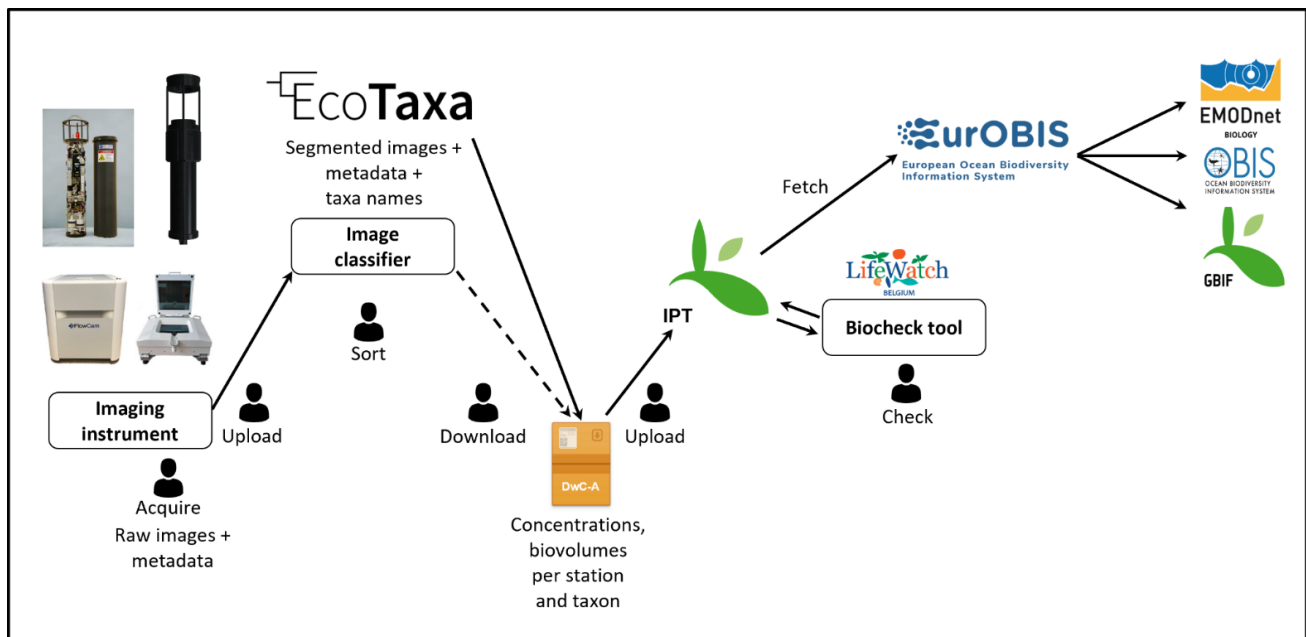 EcoTaxa
Segmented images +
metadata +
taxa names
Image
classifier
Sort
FlowCam
Imaging
instrument
Upload
Acquire
Raw images +
metadata
Download
DwC-A
Concentrations,
biovolumes
per station
and taxon
Upload
IPT
Fetch
EurOBIS
European Ocean Biodiversity
Information System
LifeWatch
BELGIUM
Biocheck tool
Check
EMODnet
BIOLOGY
OBIS
OCEAN BIODIVERSITY
INFORMATION SYSTEM
GBIF